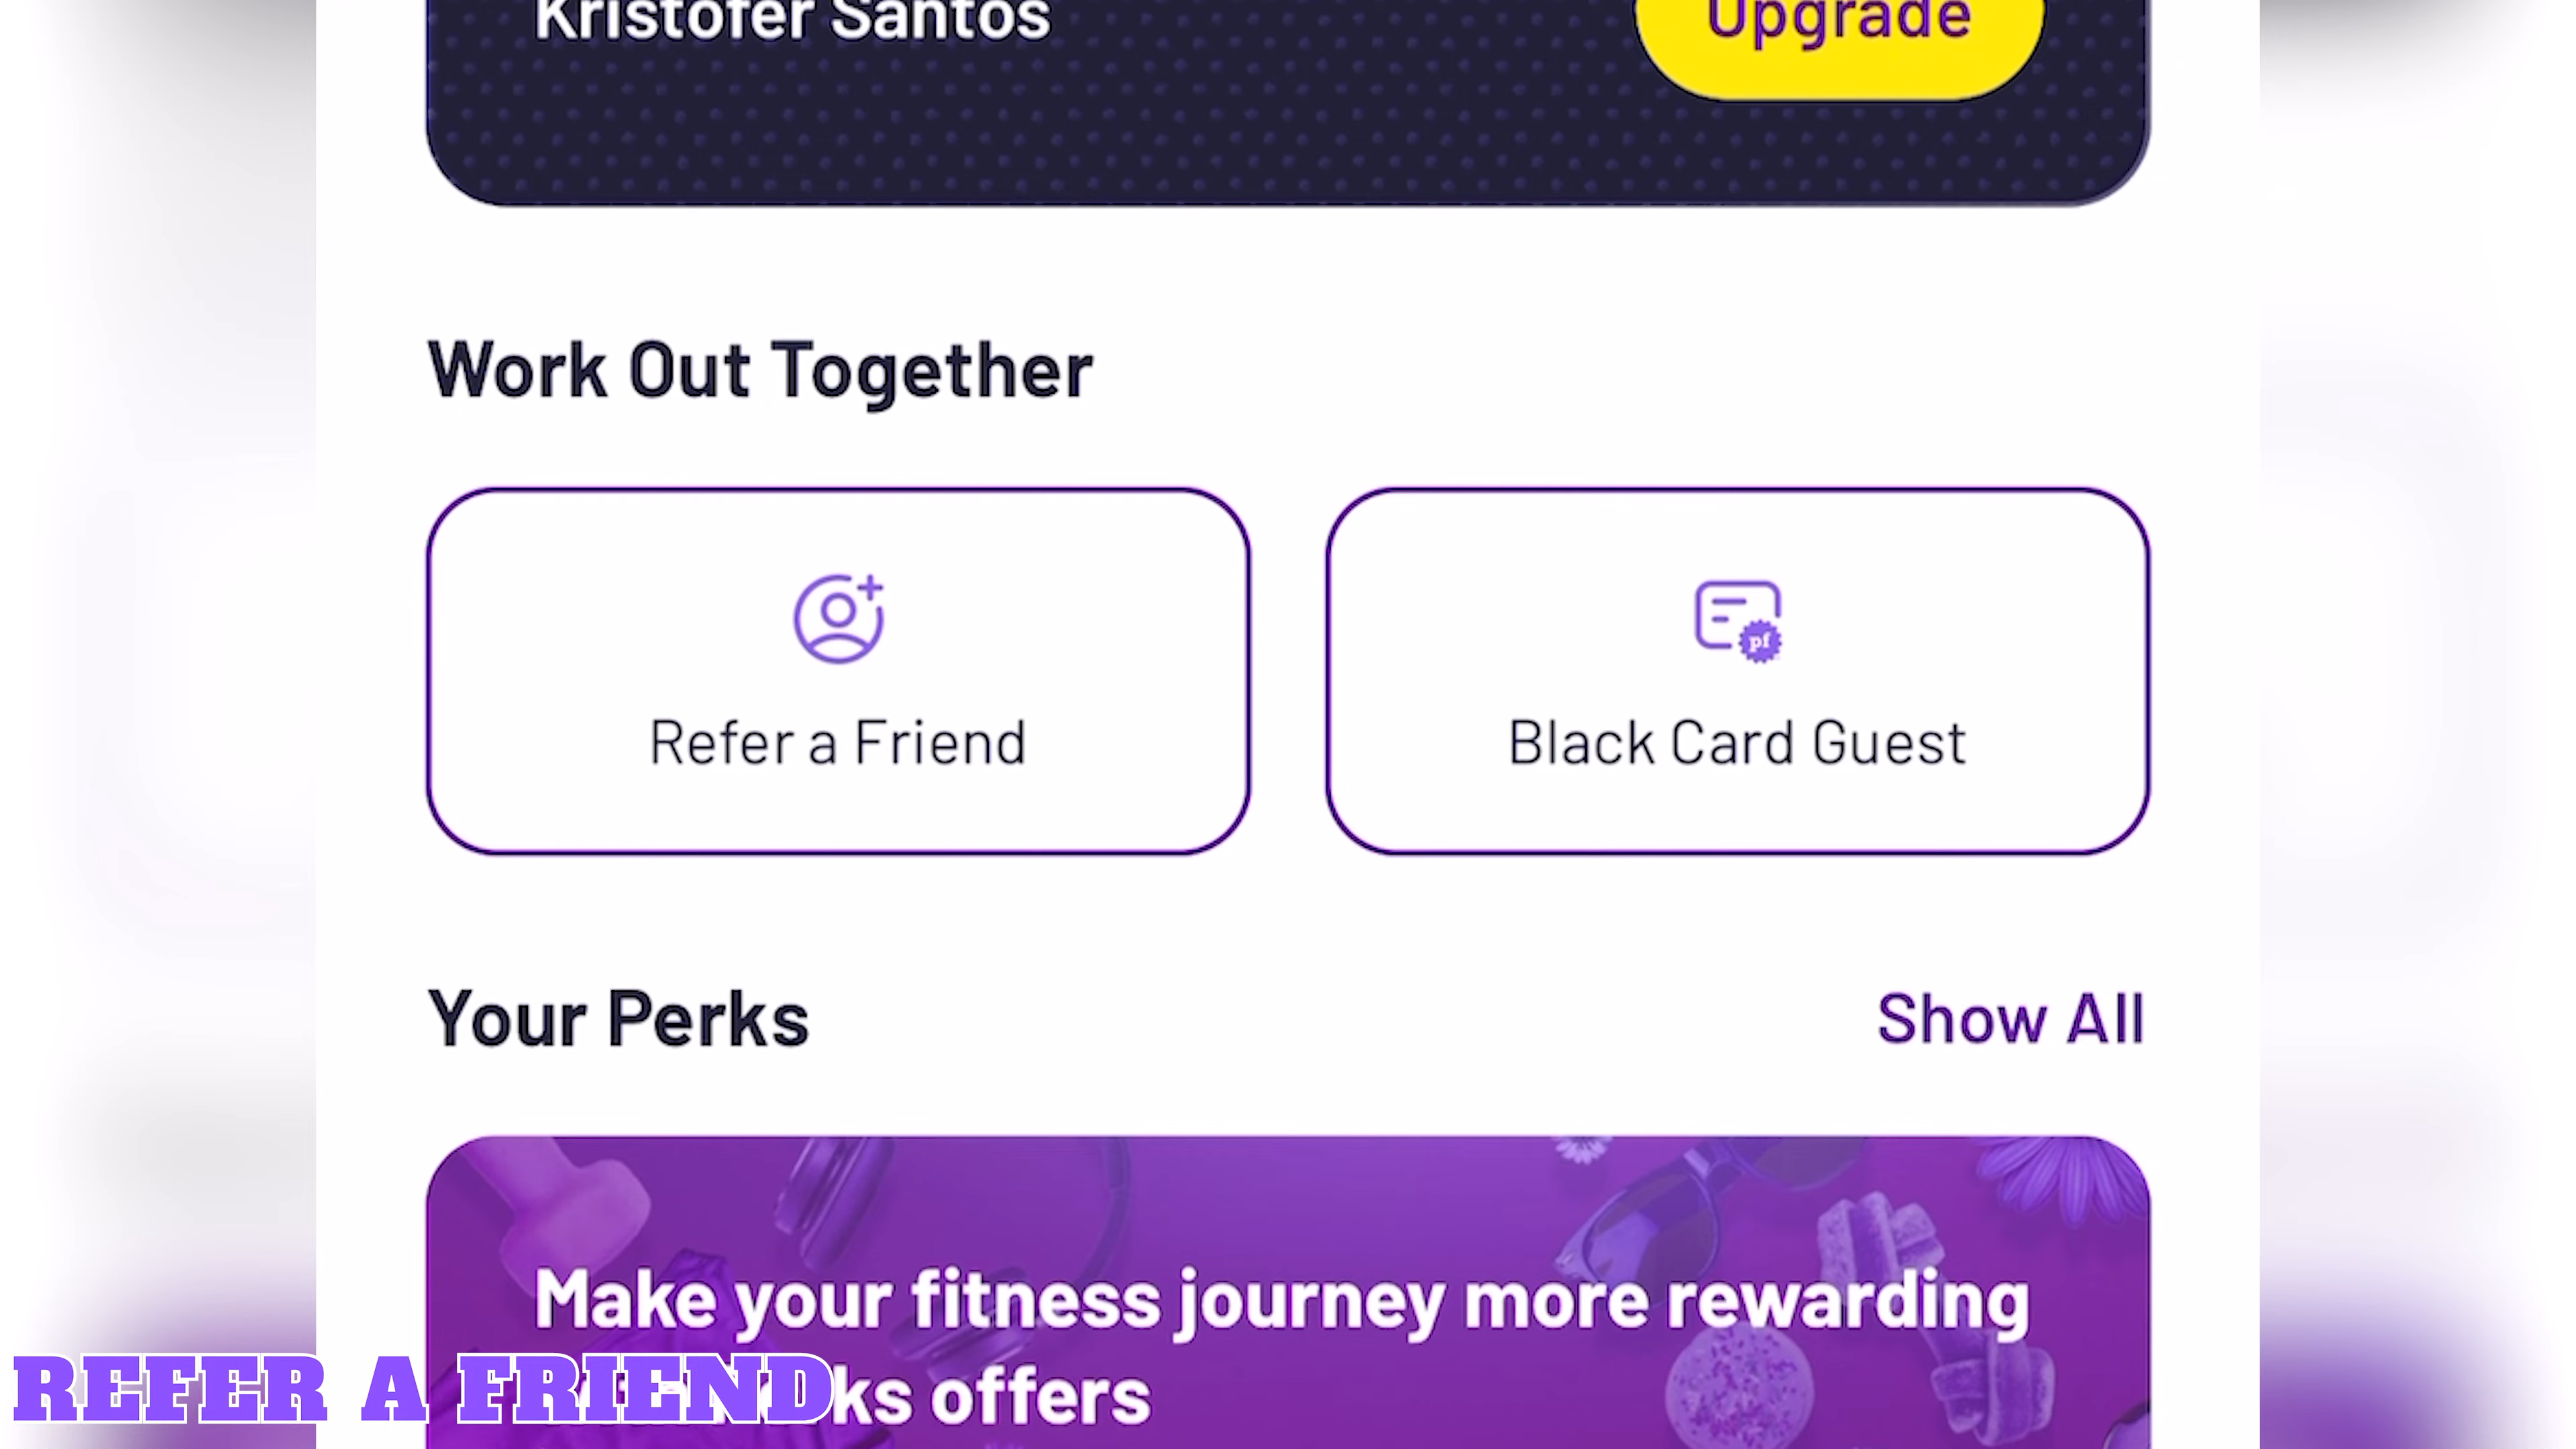 Kristofer Santos
Upgrade
Work Out Together
Refer a Friend
pf
Black Card Guest
Your Perks
Show All
Make your fitness journey more rewarding
ks offers
REFER A FRIEND